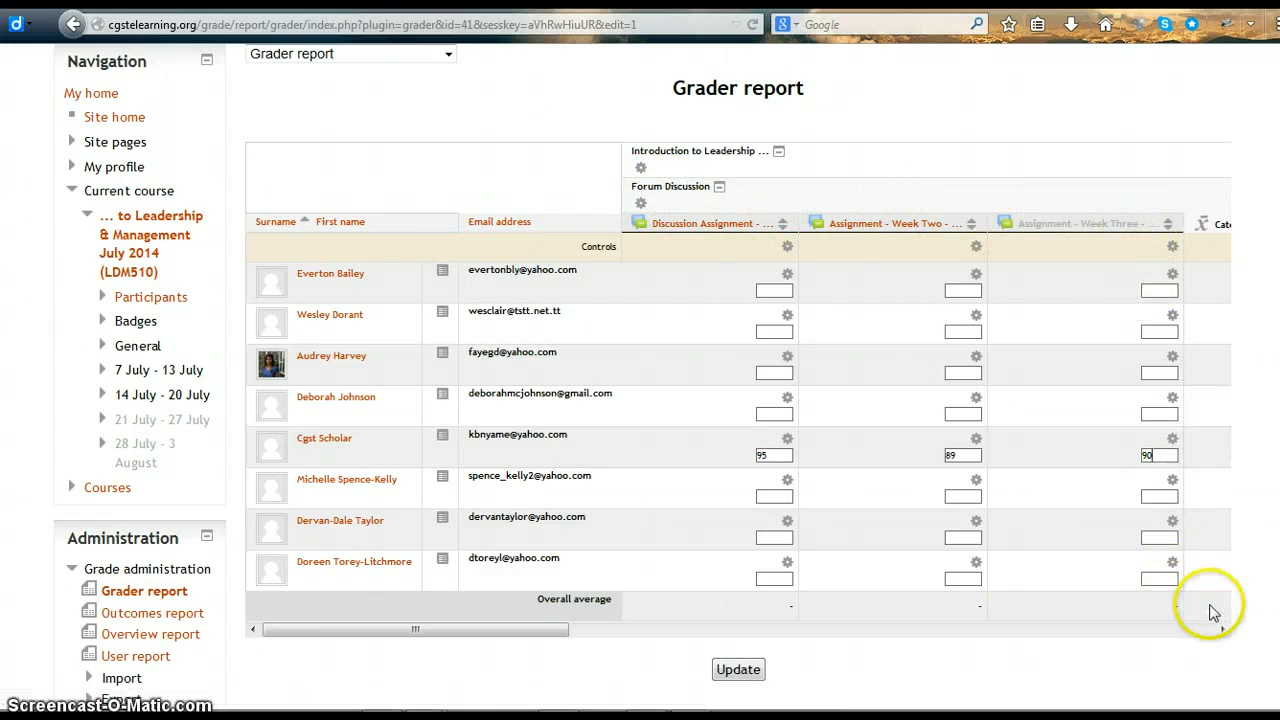 cgstelearning.org/grade/report/grader/index.php?plugin=grader&id=41&sesskey=aVhRwHiuUR&edit=1
Google
Navigation
My home
Site home
Site pages
My profile
Current course
... to Leadership
& Management
July 2014
(LDM510)
Participants
Badges
General
7 July - 13 July
14 July - 20 July
21 July - 27 July
28 July - 3
August
Courses
Administration
Grade administration
Grader report
Outcomes report
Overview report
User report
Import
Export
Grader report
Grader report
Introduction to Leadership ...
Forum Discussion
Surname First name Email address Discussion Assignment - ... Assignment - Week Two - ... Assignment - Week Three - ... Cate
Controls
Everton Bailey evertonbly@yahoo.com
Wesley Dorant wesclair@tstt.net.tt
Audrey Harvey fayegd@yahoo.com
Deborah Johnson deborahmcjohnson@gmail.com
Cgst Scholar kbnyame@yahoo.com 95 89 90
Michelle Spence-Kelly spence_kelly2@yahoo.com
Dervan-Dale Taylor dervantaylor@yahoo.com
Doreen Torey-Litchmore dtoreyl@yahoo.com
Overall average - - -
Update
Screencast-O-Matic.com